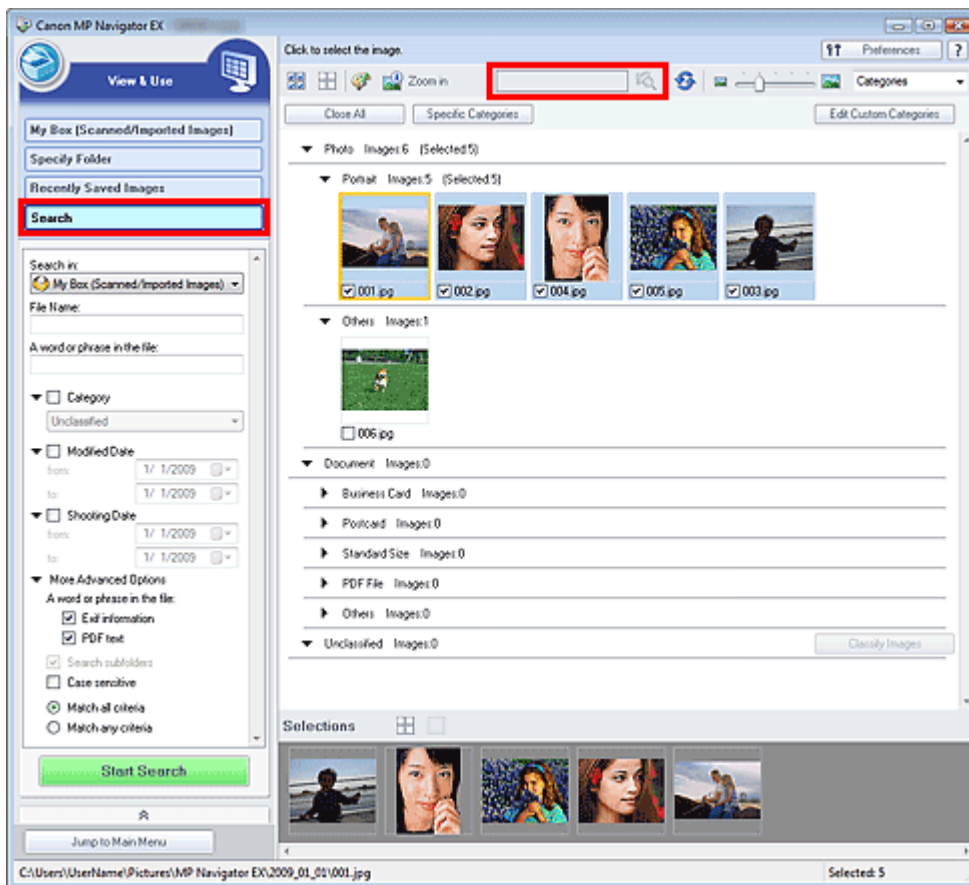 Canon MP Navigator EX
Click to select the image.
Preferences
?
View & Use
Zoom in
Categories
Close All
Specific Categories
Edit Custom Categories
My Box (Scanned/Imported Images)
Specify Folder
Recently Saved Images
Search
Search in:
My Box (Scanned/Imported Images)
File Name:
A word or phrase in the file:
Category
Unclassified
Modified Date
from: 1/ 1/2009
to: 1/ 1/2009
Shooting Date
from: 1/ 1/2009
to: 1/ 1/2009
More Advanced Options
A word or phrase in the file:
Exif information
PDF text
Search subfolders
Case sensitive
Match all criteria
Match any criteria
Start Search
Jump to Main Menu
Photo Images:6 (Selected:5)
Portrait Images:5 (Selected:5)
001.jpg 002.jpg 004.jpg 005.jpg 003.jpg
Others Images:1
006.jpg
Document Images:0
Business Card Images:0
Postcard Images:0
Standard Size Images:0
PDF File Images:0
Others Images:0
Unclassified Images:0
Classify Images
Selections
C:\Users\UserName\Pictures\MP Navigator EX\2009_01_01\001.jpg
Selected: 5